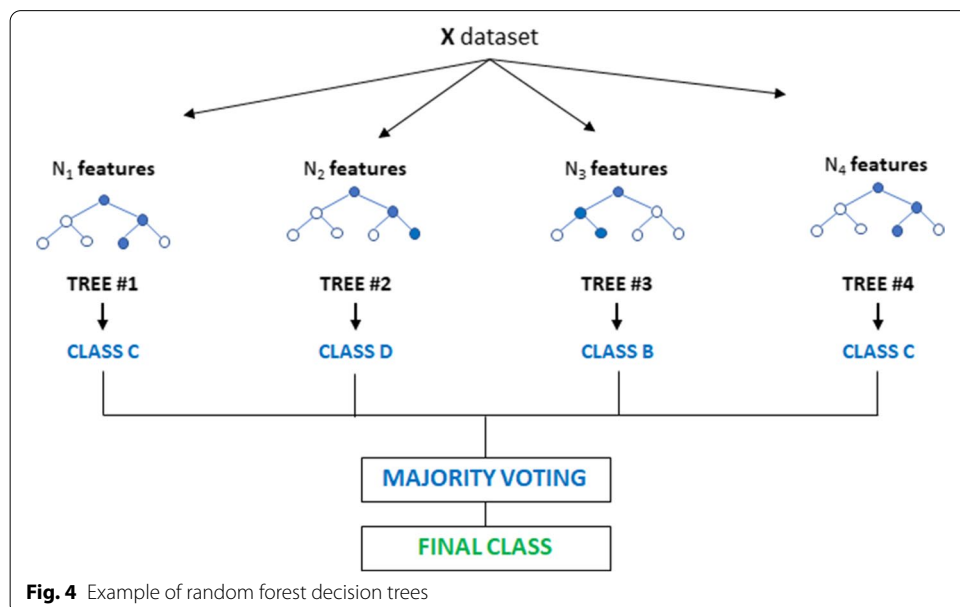 X dataset
N₁ features N₂ features N₃ features N₄ features
TREE #1 TREE #2 TREE #3 TREE #4
CLASS C CLASS D CLASS B CLASS C
MAJORITY VOTING
FINAL CLASS
Fig. 4 Example of random forest decision trees